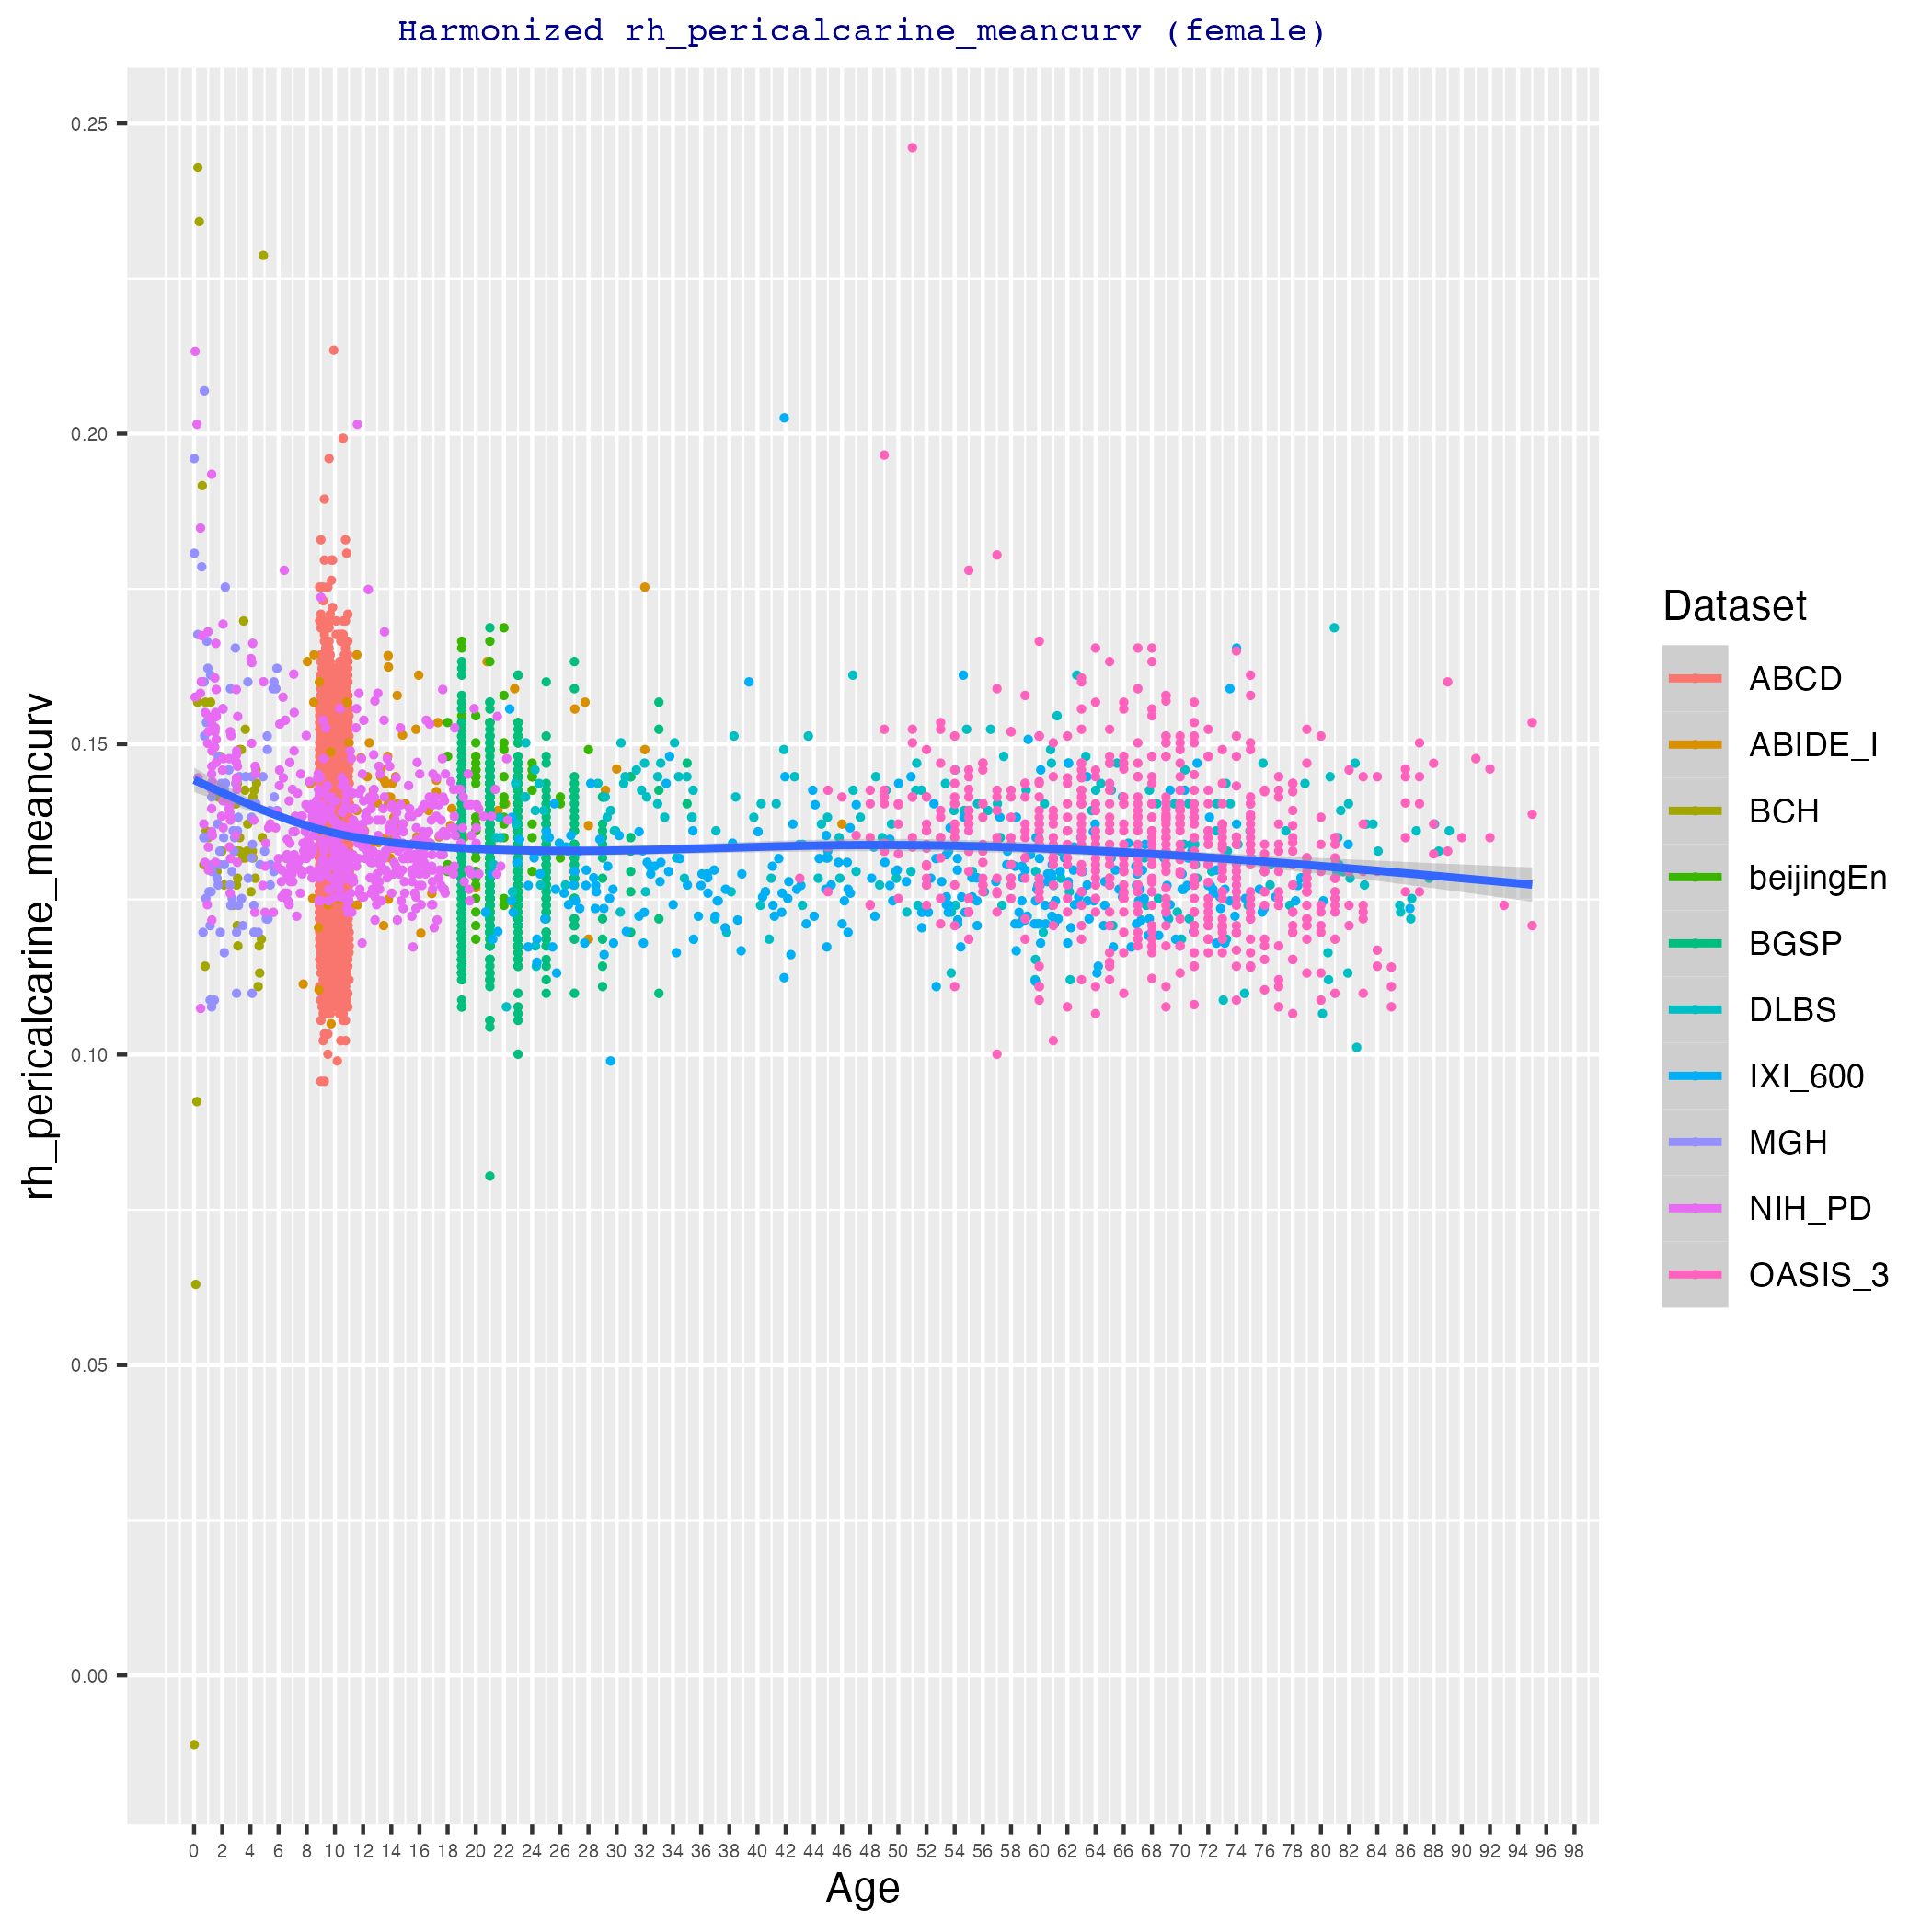 Harmonized rh_pericalcarine_meancurv (female)
rh_pericalcarine_meancurv
0.25
0.20
0.15
0.10
0.05
0.00
0 2 4 6 8 10 12 14 16 18 20 22 24 26 28 30 32 34 36 38 40 42 44 46 48 50 52 54 56 58 60 62 64 66 68 70 72 74 76 78 80 82 84 86 88 90 92 94 96 98
Age
Dataset
ABCD
ABIDE_I
BCH
beijingEn
BGSP
DLBS
IXI_600
MGH
NIH_PD
OASIS_3